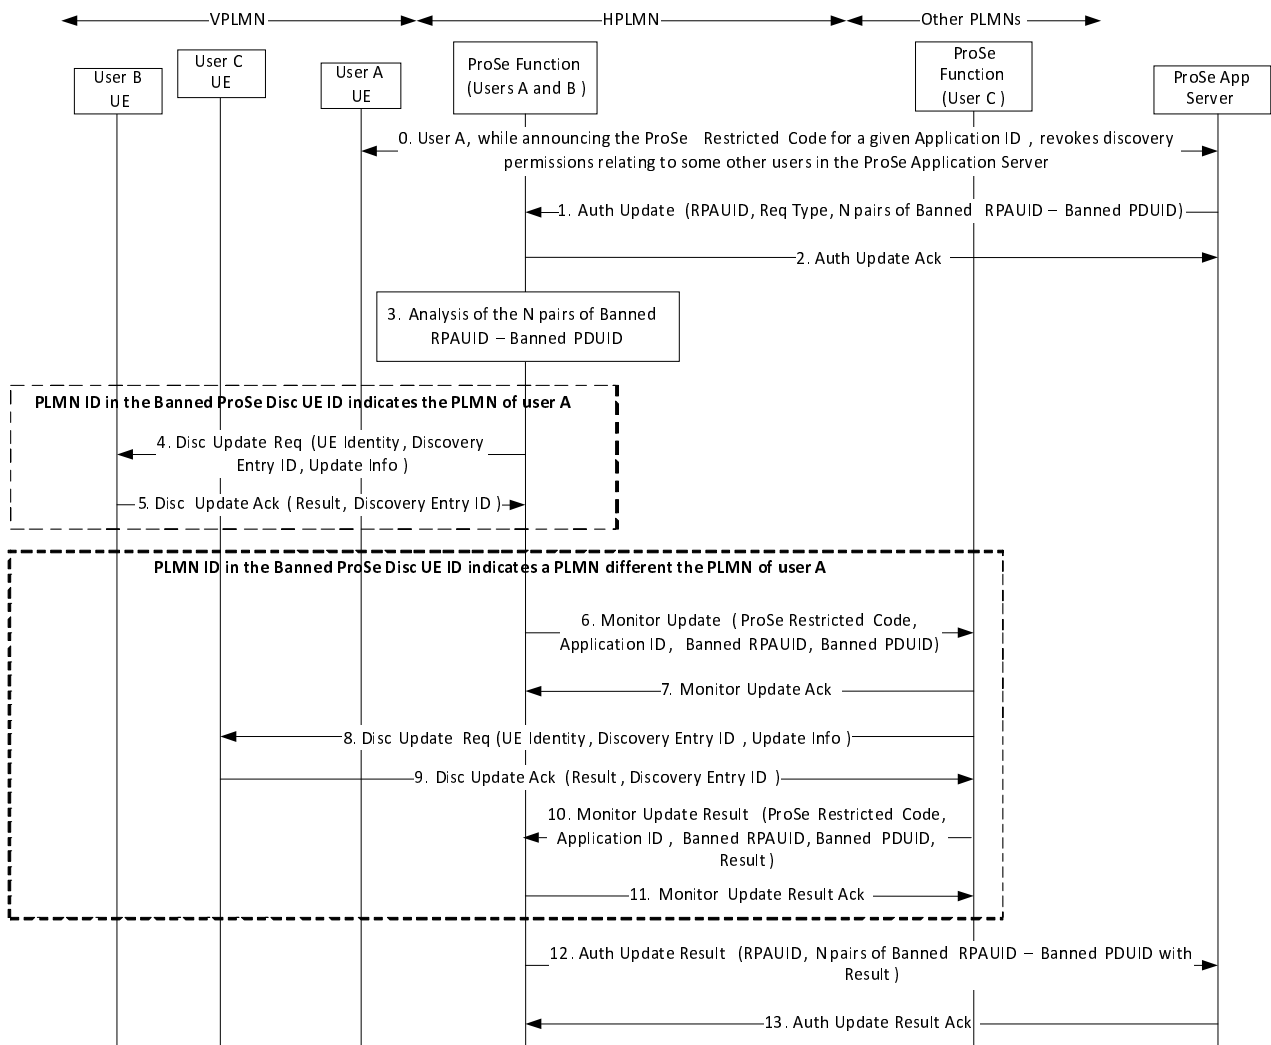 VPLMN
HPLMN
Other PLMNs
User B
UE
User C
UE
User A
UE
ProSe Function
(Users A and B )
ProSe
Function
(User C )
ProSe App
Server
0. User A, while announcing the ProSe Restricted Code for a given Application ID , revokes discovery
permissions relating to some other users in the ProSe Application Server
1. Auth Update (RPAUID, Req Type, N pairs of Banned RPAUID – Banned PDUID)
2. Auth Update Ack
3. Analysis of the N pairs of Banned
RPAUID – Banned PDUID
PLMN ID in the Banned ProSe Disc UE ID indicates the PLMN of user A
4. Disc Update Req (UE Identity , Discovery
Entry ID , Update Info )
5. Disc Update Ack ( Result, Discovery Entry ID )
PLMN ID in the Banned ProSe Disc UE ID indicates a PLMN different the PLMN of user A
6. Monitor Update ( ProSe Restricted Code,
Application ID , Banned RPAUID, Banned PDUID)
7. Monitor Update Ack
8. Disc Update Req (UE Identity , Discovery Entry ID , Update Info )
9. Disc Update Ack (Result , Discovery Entry ID )
10. Monitor Update Result (ProSe Restricted Code,
Application ID , Banned RPAUID, Banned PDUID,
Result )
11. Monitor Update Result Ack
12. Auth Update Result (RPAUID, N pairs of Banned RPAUID – Banned PDUID with
Result )
13. Auth Update Result Ack